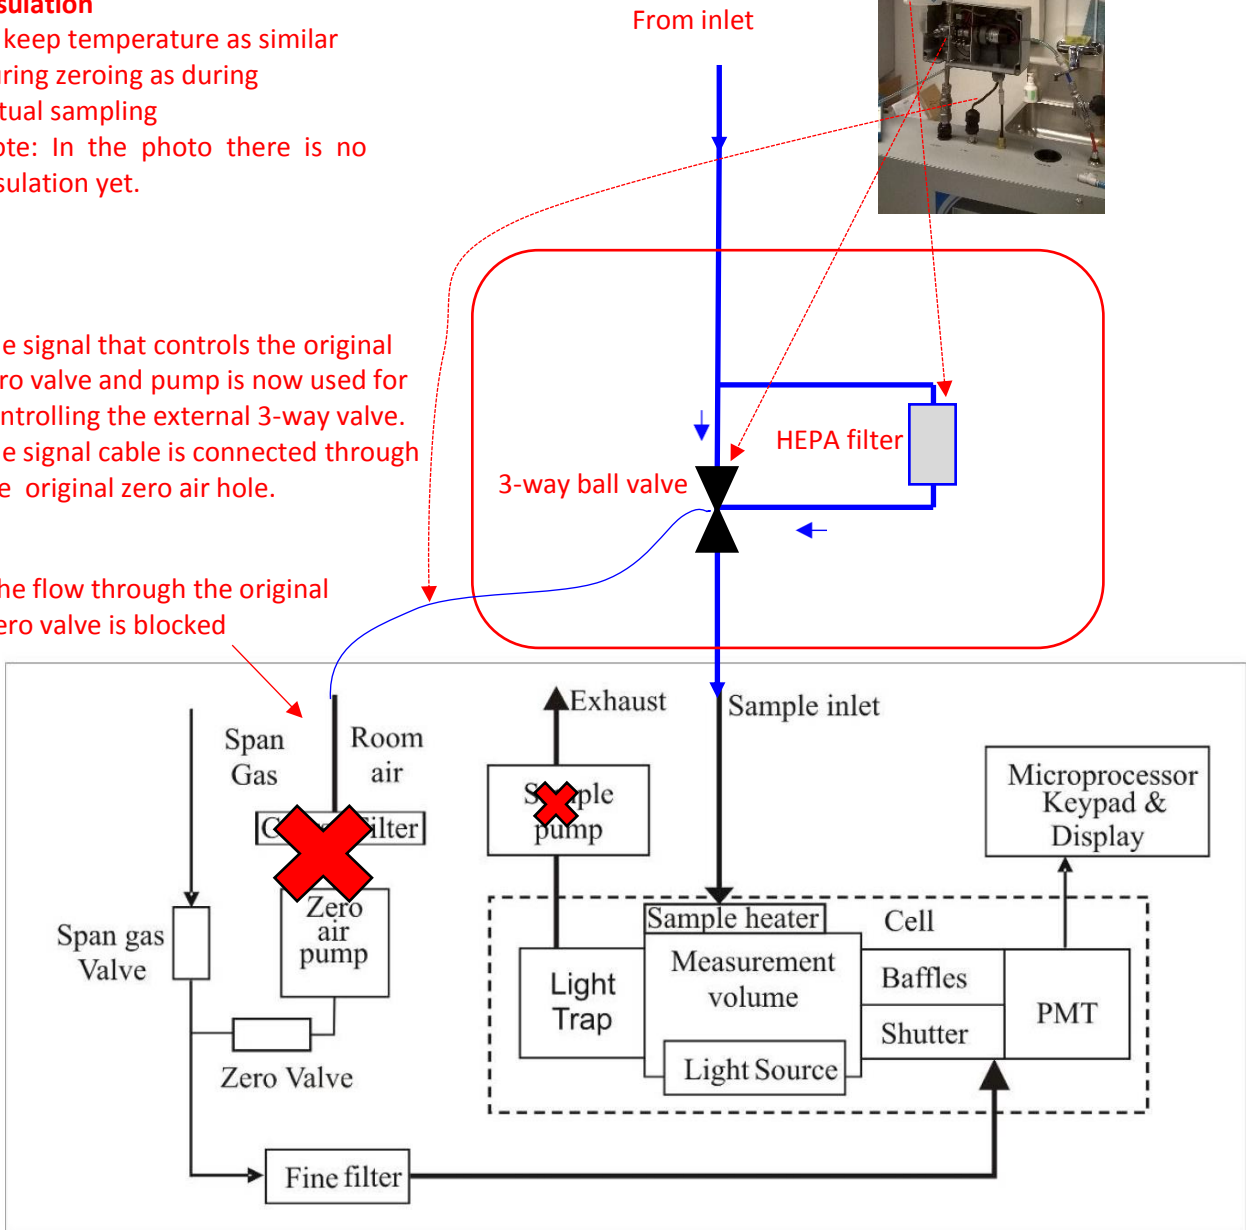 sulation
keep temperature as similar
uring zeroing as during
tual sampling
ote: In the photo there is no
sulation yet.
From inlet
e signal that controls the original
ro valve and pump is now used for
ntrolling the external 3-way valve.
e signal cable is connected through
e original zero air hole.
HEPA filter
3-way ball valve
he flow through the original
ero valve is blocked
Exhaust
Sample inlet
Span
Gas
Room
air
Filter
Sample
pump
Microprocessor
Keypad &
Display
Zero
air
pump
Span gas
Valve
Zero Valve
Sample heater
Cell
Light
Trap
Measurement
volume
Baffles
Shutter
PMT
Light Source
Fine filter